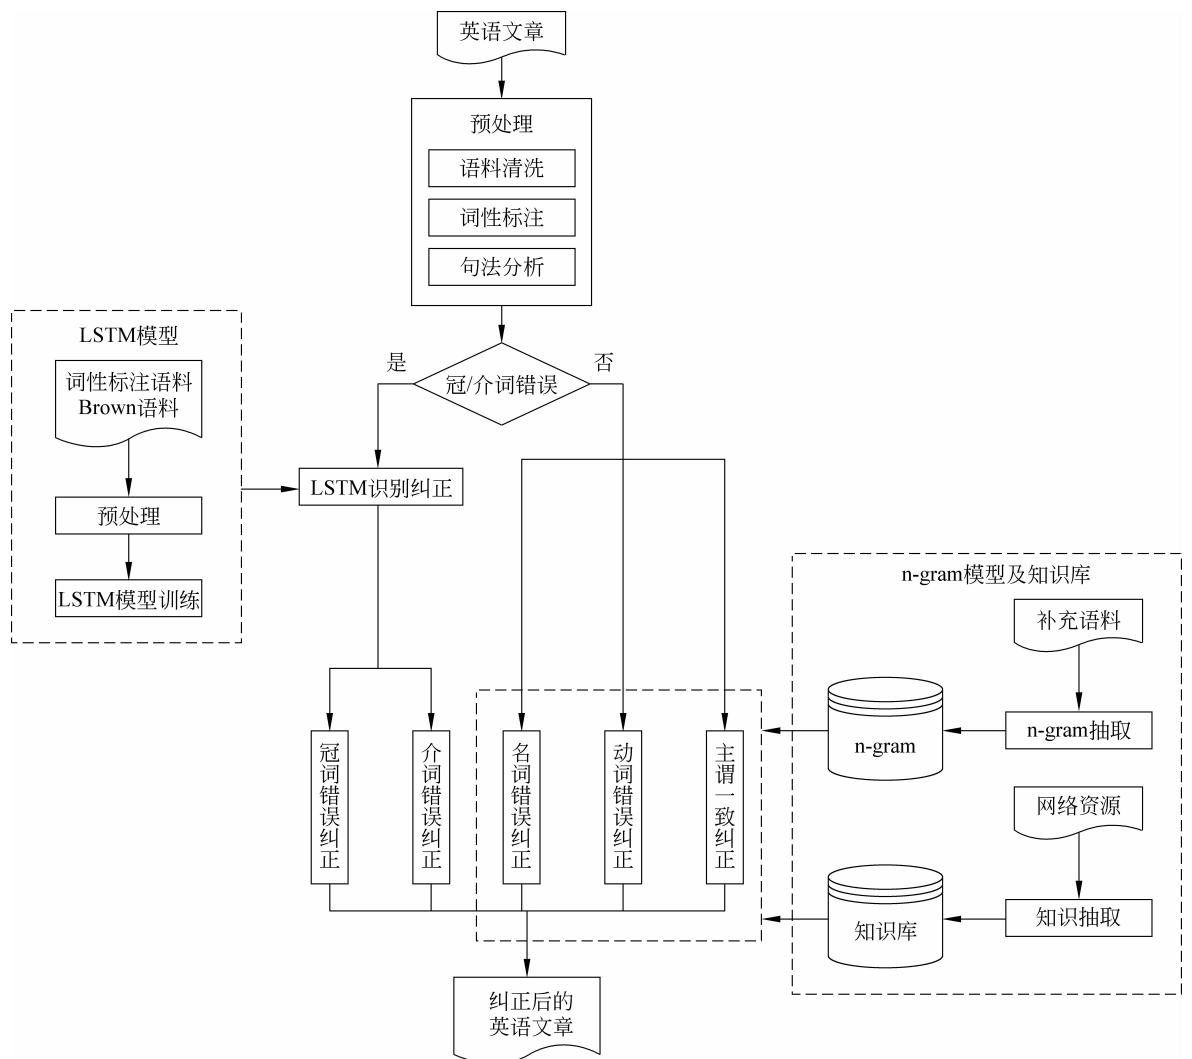 英语文章
预处理
语料清洗
词性标注
句法分析
冠/介词错误
是
否
LSTM模型
词性标注语料
Brown语料
预处理
LSTM模型训练
LSTM识别纠正
冠词错误纠正
介词错误纠正
名词错误纠正
动词错误纠正
主谓一致纠正
n-gram模型及知识库
补充语料
n-gram抽取
n-gram
网络资源
知识抽取
知识库
纠正后的
英语文章